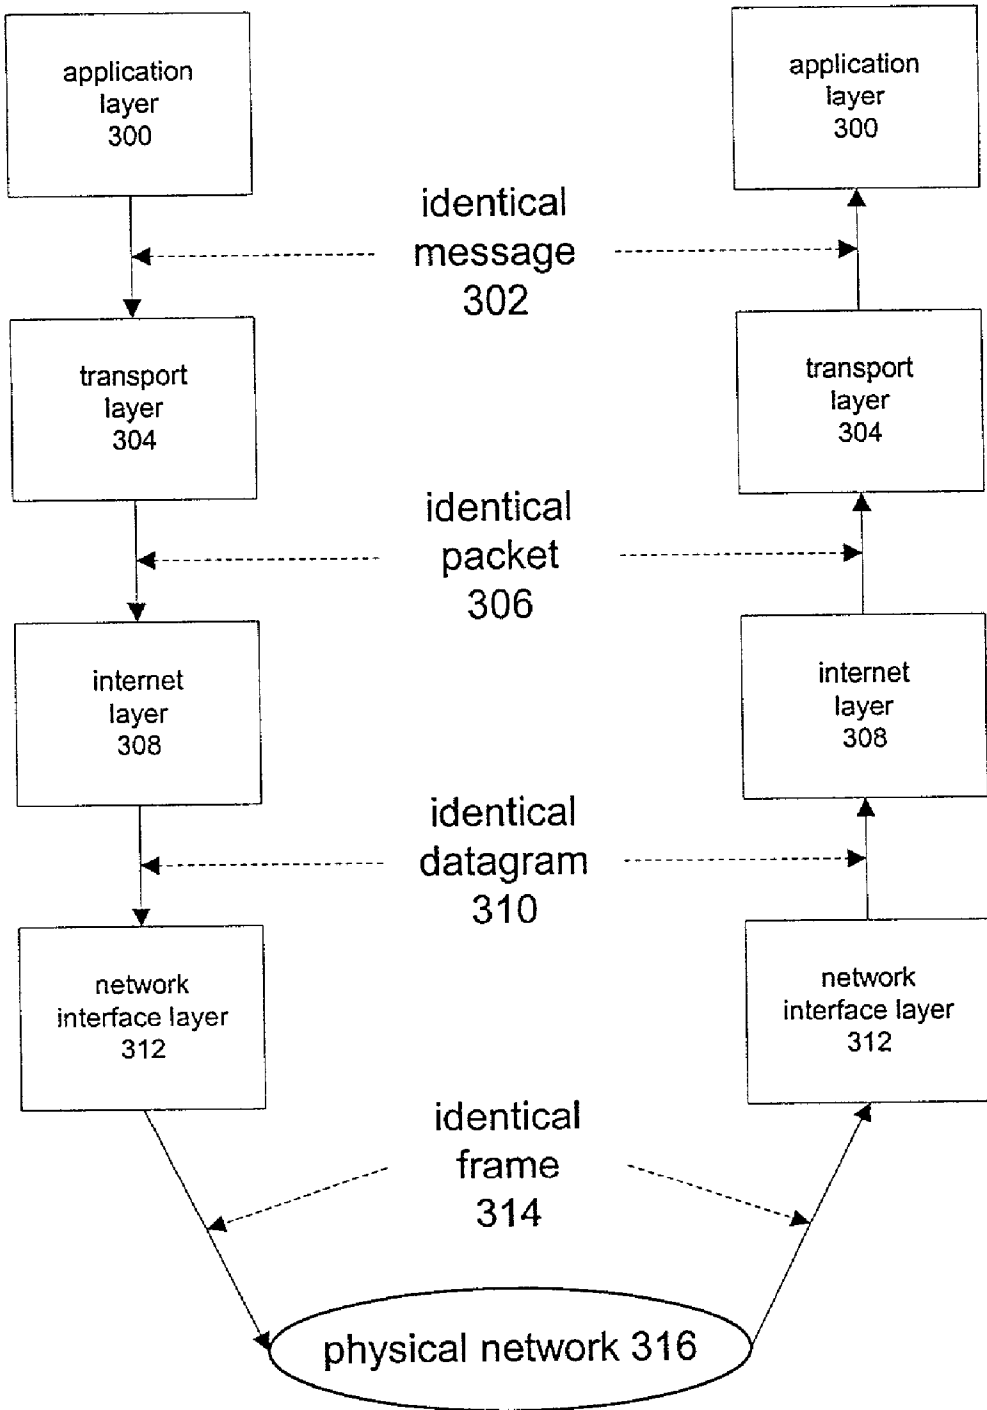 application
layer
300
application
layer
300
identical
message
302
transport
layer
304
transport
layer
304
identical
packet
306
internet
layer
308
internet
layer
308
identical
datagram
310
network
interface layer
312
network
interface layer
312
identical
frame
314
physical network 316